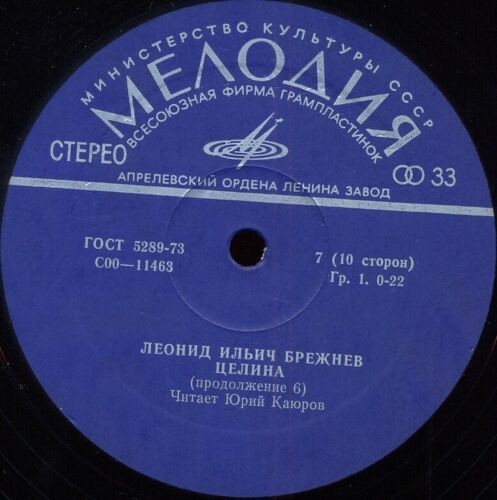 МИНИСТЕРСТВО КУЛЬТУРЫ СССР
МЕЛОДИЯ
ВСЕСОЮЗНАЯ ФИРМА ГРАМПЛАСТИНОК
СТЕРЕО
33
АПРЕЛЕВСКИЙ ОРДЕНА ЛЕНИНА ЗАВОД
ГОСТ 5289-73
С00—11463
7 (10 сторон)
Гр. 1. 0-22
ЛЕОНИД ИЛЬИЧ БРЕЖНЕВ
ЦЕЛИНА
(продолжение 6)
Читает Юрий Каюров